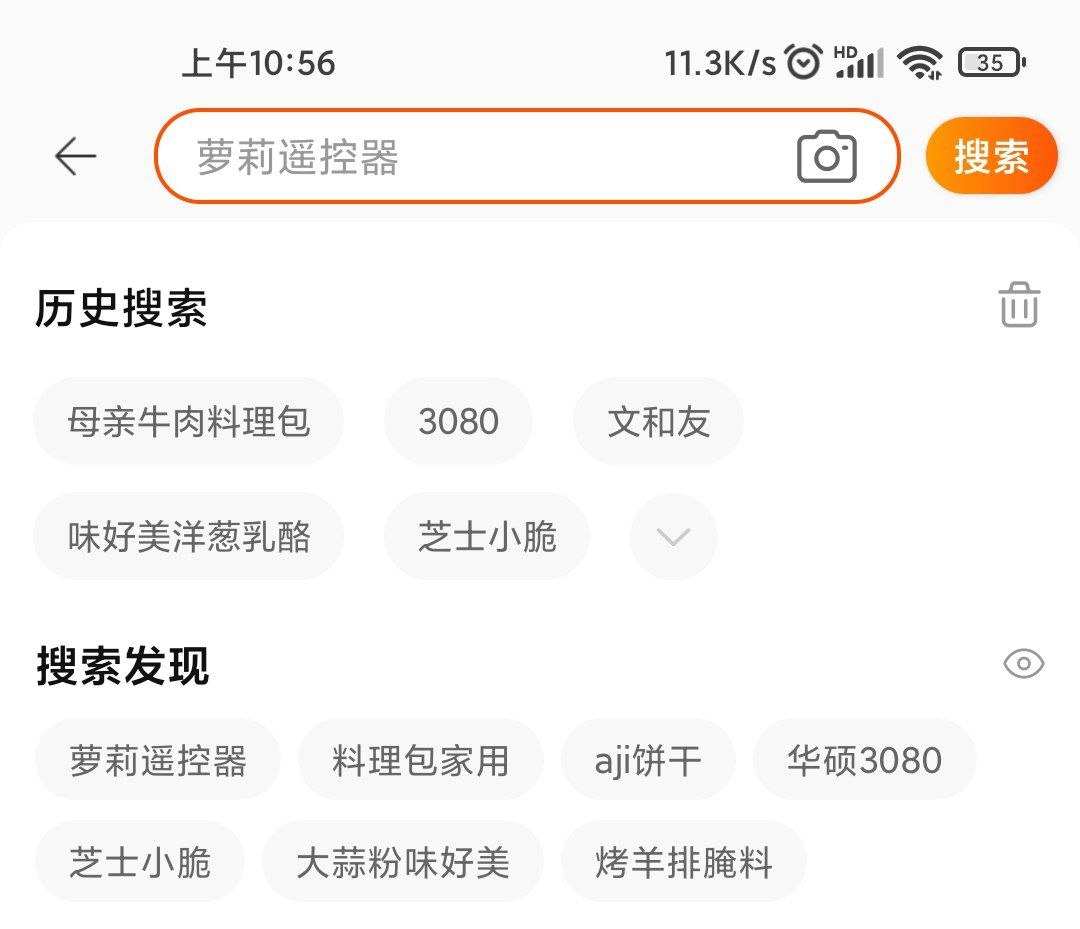 上午10:56 11.3K/s HD 35
萝莉遥控器 搜索
历史搜索
母亲牛肉料理包 3080 文和友
味好美洋葱乳酪 芝士小脆
搜索发现
萝莉遥控器 料理包家用 aji饼干 华硕3080
芝士小脆 大蒜粉味好美 烤羊排腌料